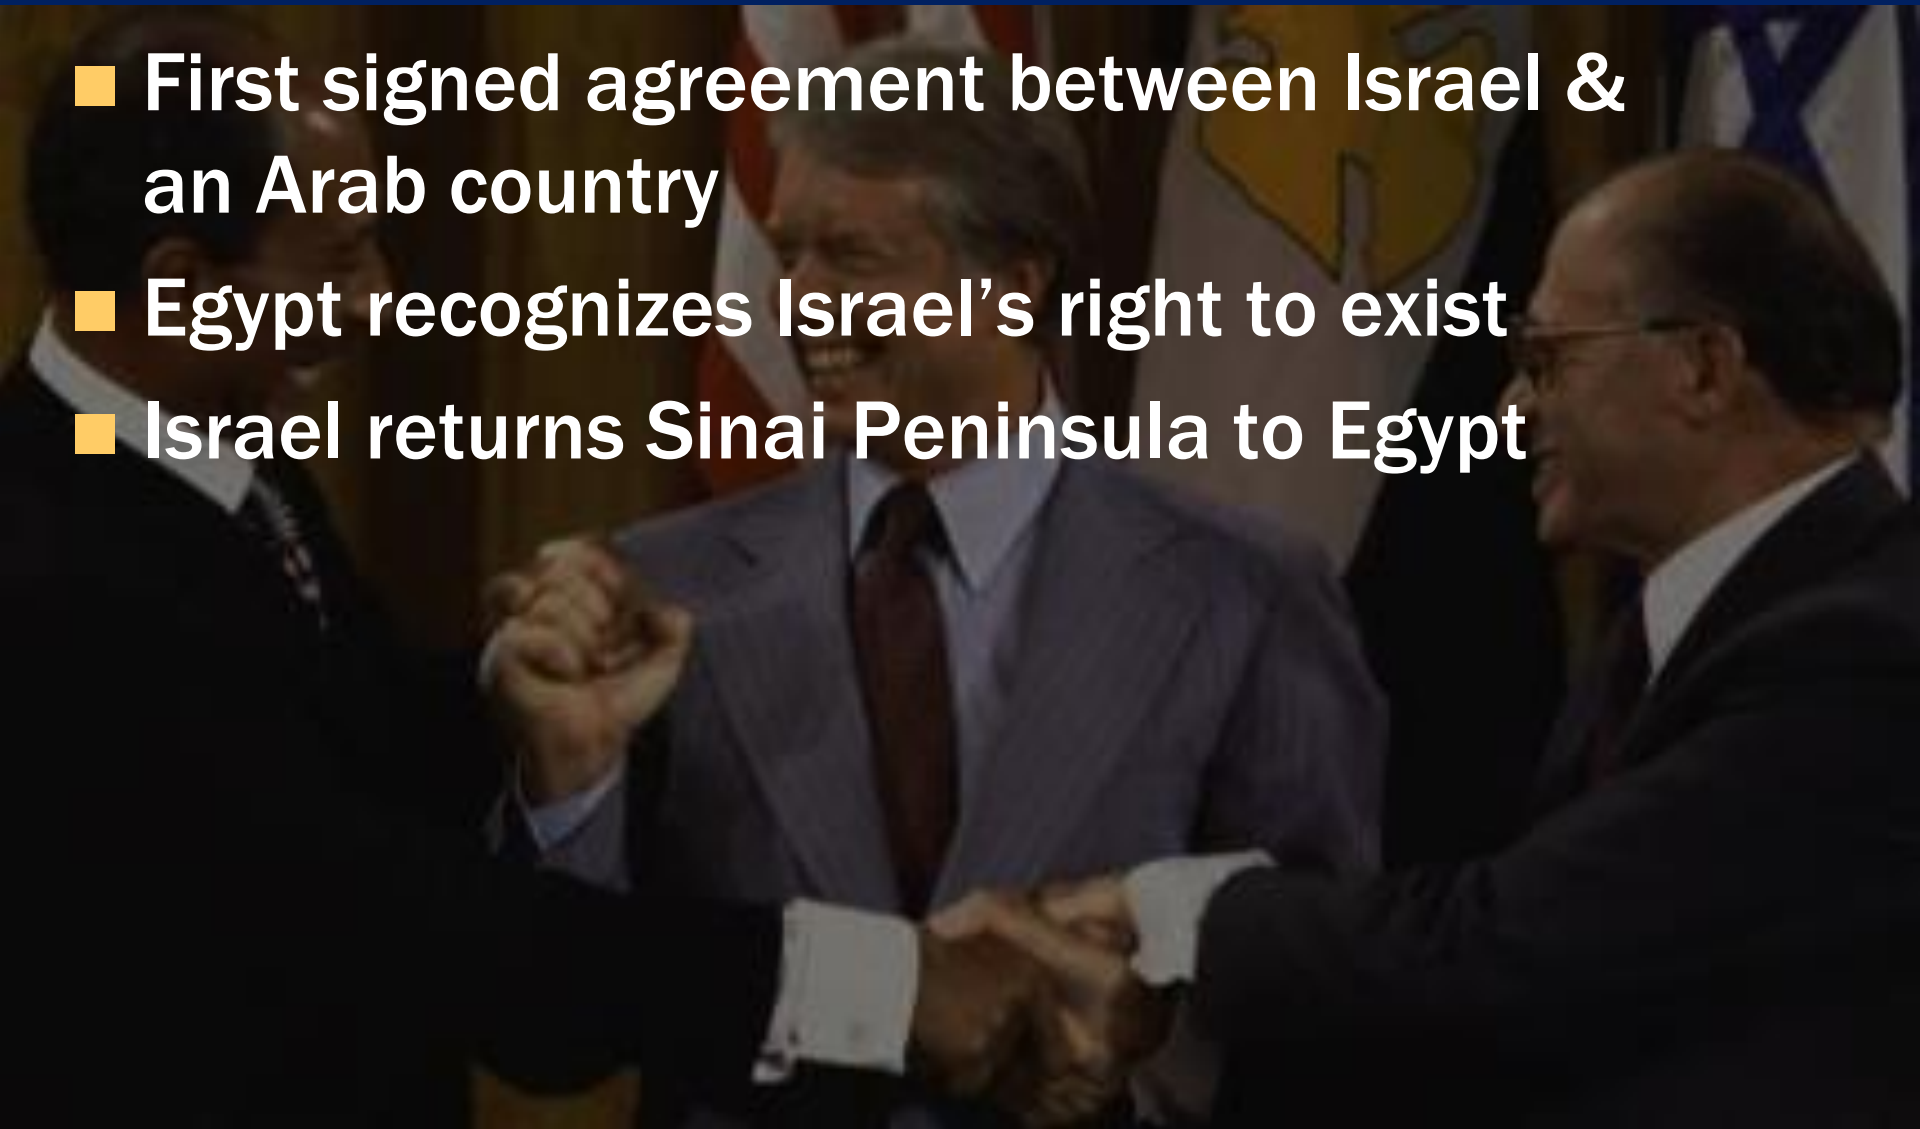 First signed agreement between Israel &
an Arab country
Egypt recognizes Israel’s right to exist
Israel returns Sinai Peninsula to Egypt